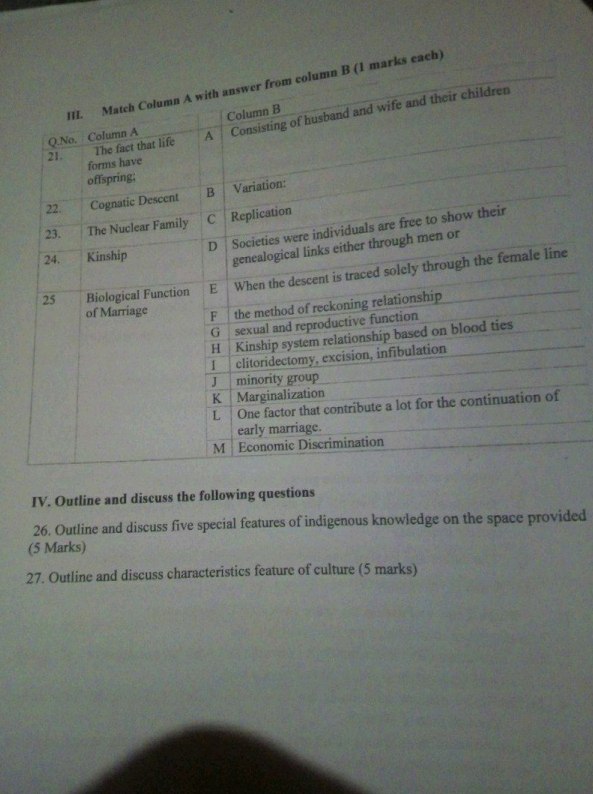 III. Match Column A with answer from column B (1 marks each)
Q.No. Column A Column B
21. The fact that life forms have offspring; A Consisting of husband and wife and their children
22. Cognatic Descent B Variation:
23. The Nuclear Family C Replication
24. Kinship D Societies were individuals are free to show their genealogical links either through men or
25 Biological Function of Marriage E When the descent is traced solely through the female line
F the method of reckoning relationship
G sexual and reproductive function
H Kinship system relationship based on blood ties
I clitoridectomy, excision, infibulation
J minority group
K Marginalization
L One factor that contribute a lot for the continuation of
early marriage.
M Economic Discrimination
IV. Outline and discuss the following questions
26. Outline and discuss five special features of indigenous knowledge on the space provided
(5 Marks)
27. Outline and discuss characteristics feature of culture (5 marks)